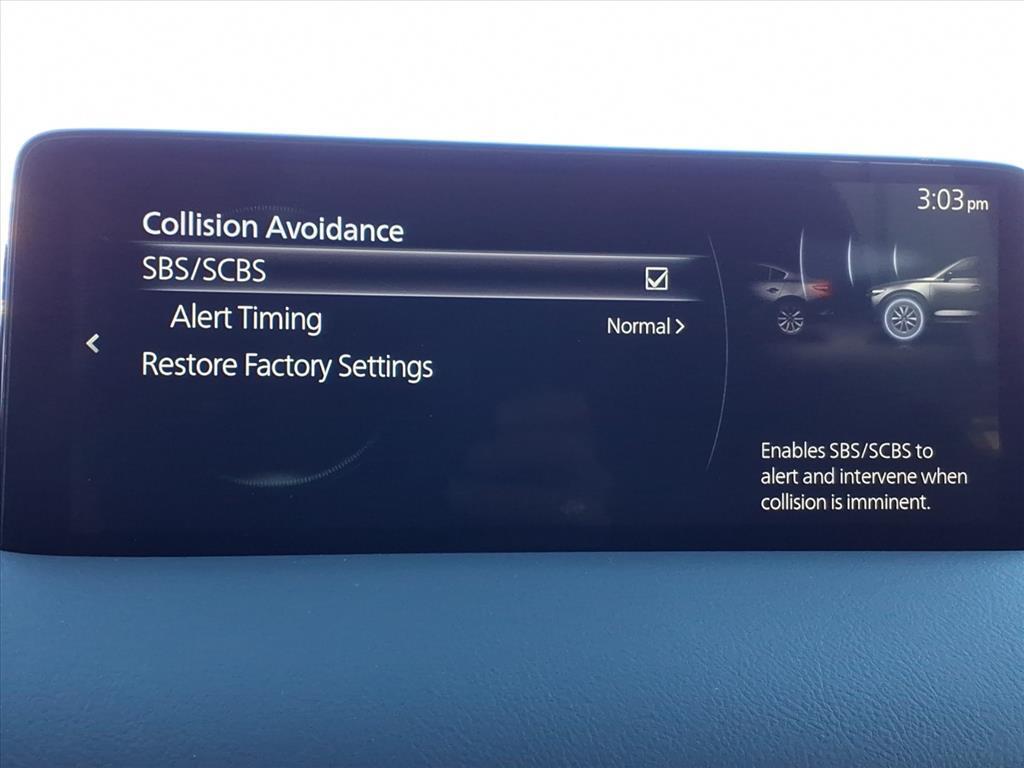 3:03 pm
Collision Avoidance
SBS/SCBS
Alert Timing
Normal >
Restore Factory Settings
Enables SBS/SCBS to
alert and intervene when
collision is imminent.